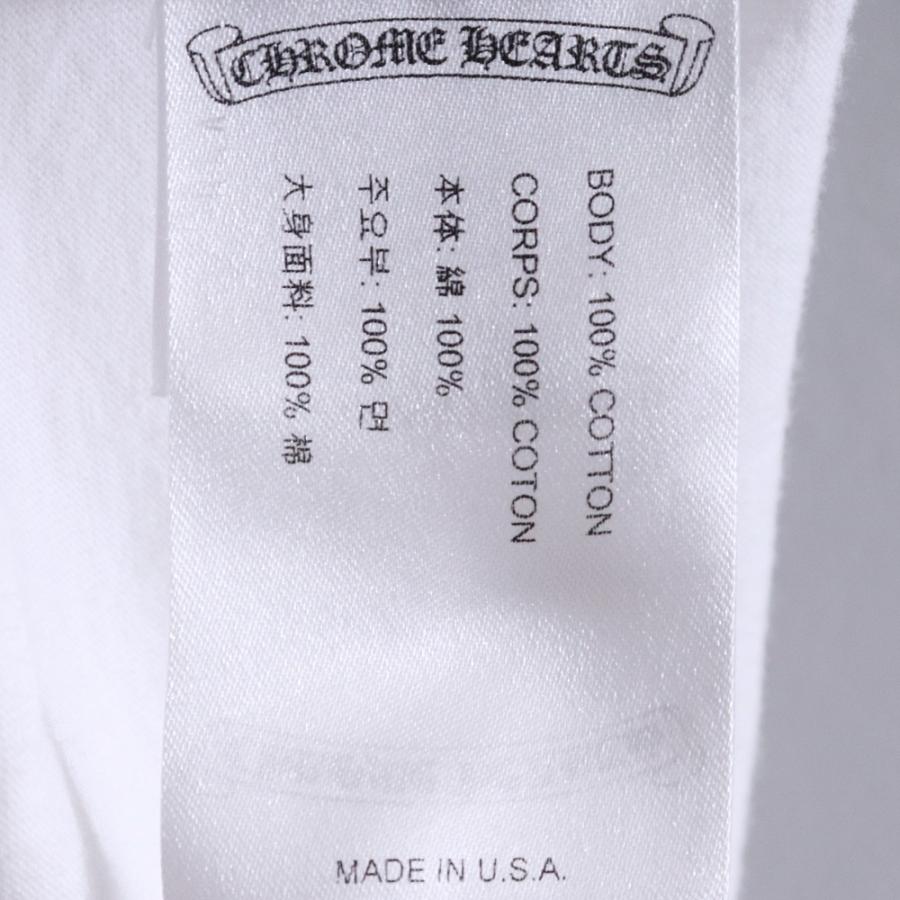 CHROME HEARTS
BODY: 100% COTTON
CORPS: 100% COTON
本体: 綿 100%
주요부: 100% 면
大身面料: 100% 棉
MADE IN U.S.A.